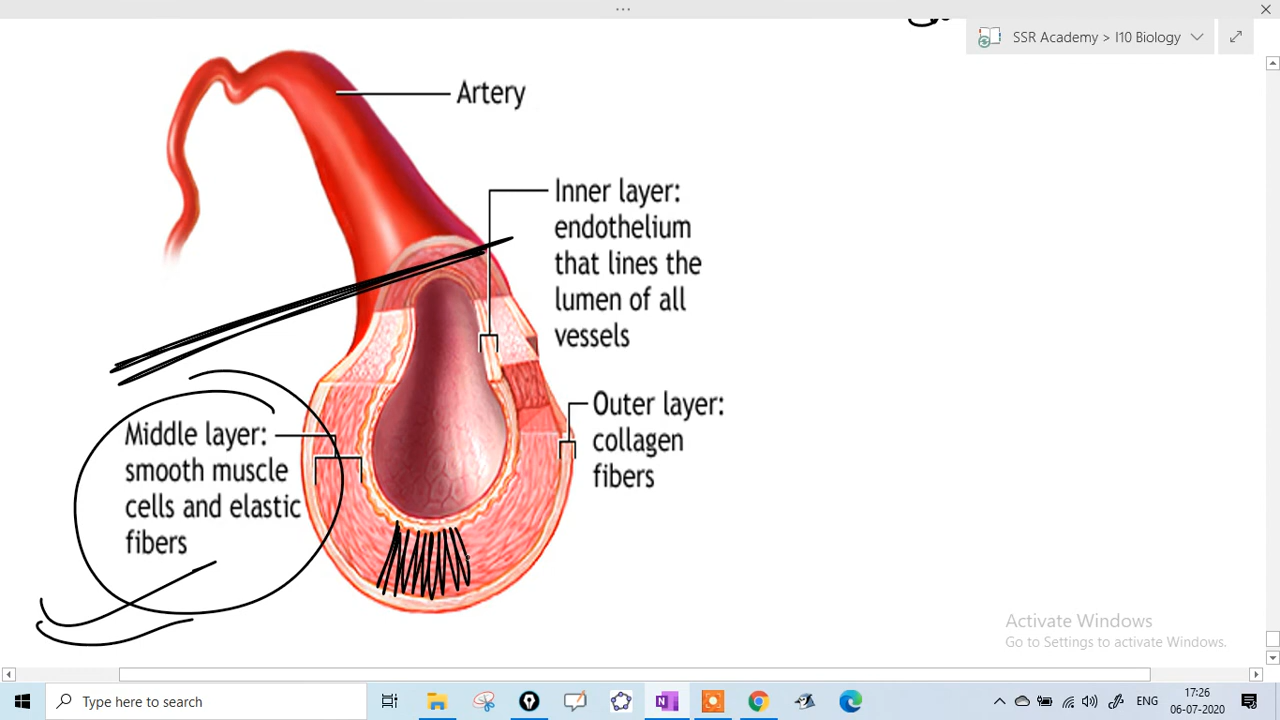 SSR Academy > I10 Biology
Artery
Inner layer:
endothelium
that lines the
lumen of all
vessels
Outer layer:
collagen
fibers
Middle layer:
smooth muscle
cells and elastic
fibers
Activate Windows
Go to Settings to activate Windows.
Type here to search
ENG
17:26
06-07-2020